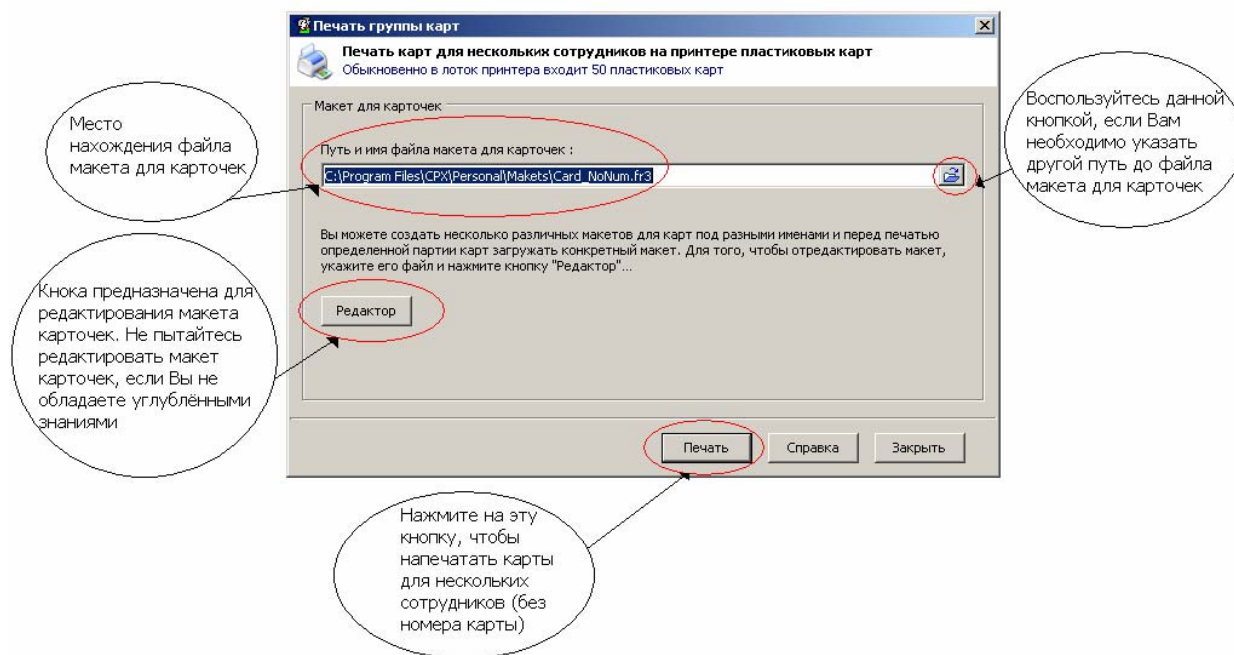 Печать группы карт
Печать карт для нескольких сотрудников на принтере пластиковых карт
Обыкновенно в лоток принтера входит 50 пластиковых карт
Макет для карточек
Путь и имя файла макета для карточек :
C:\Program Files\CPX\Personal\Makets\Card_NoNum.fr3
Вы можете создать несколько различных макетов для карт под разными именами и перед печатью
определенной партии карт загружать конкретный макет. Для того, чтобы отредактировать макет,
укажите его файл и нажмите кнопку "Редактор"...
Редактор
Печать
Справка
Закрыть
Место
нахождения файла
макета для карточек
Воспользуйтесь данной
кнопкой, если Вам
необходимо указать
другой путь до файла
макета для карточек
Кнока предназначена для
редактирования макета
карточек. Не пытайтесь
редактировать макет
карточек, если Вы не
обладаете углублёнными
знаниями
Нажмите на эту
кнопку, чтобы
напечатать карты
для нескольких
сотрудников (без
номера карты)